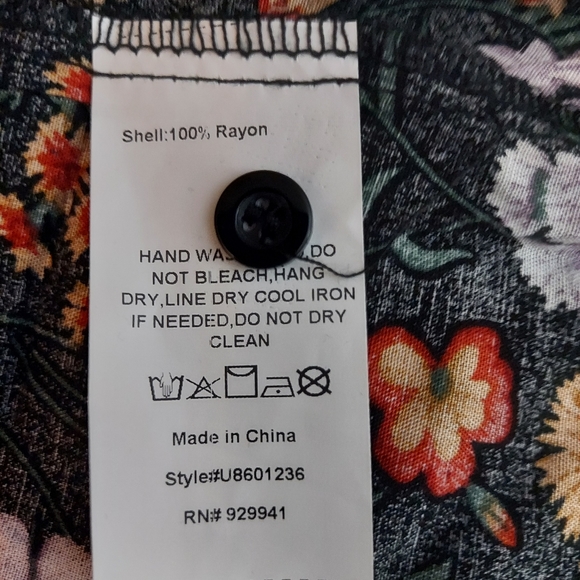 Shell:100% Rayon
HAND DO
NOT BLEACH,HANG
DRY,LINE DRY COOL IRON
IF NEEDED,DO NOT DRY
CLEAN
Made in China
Style#U8601236
RN# 929941